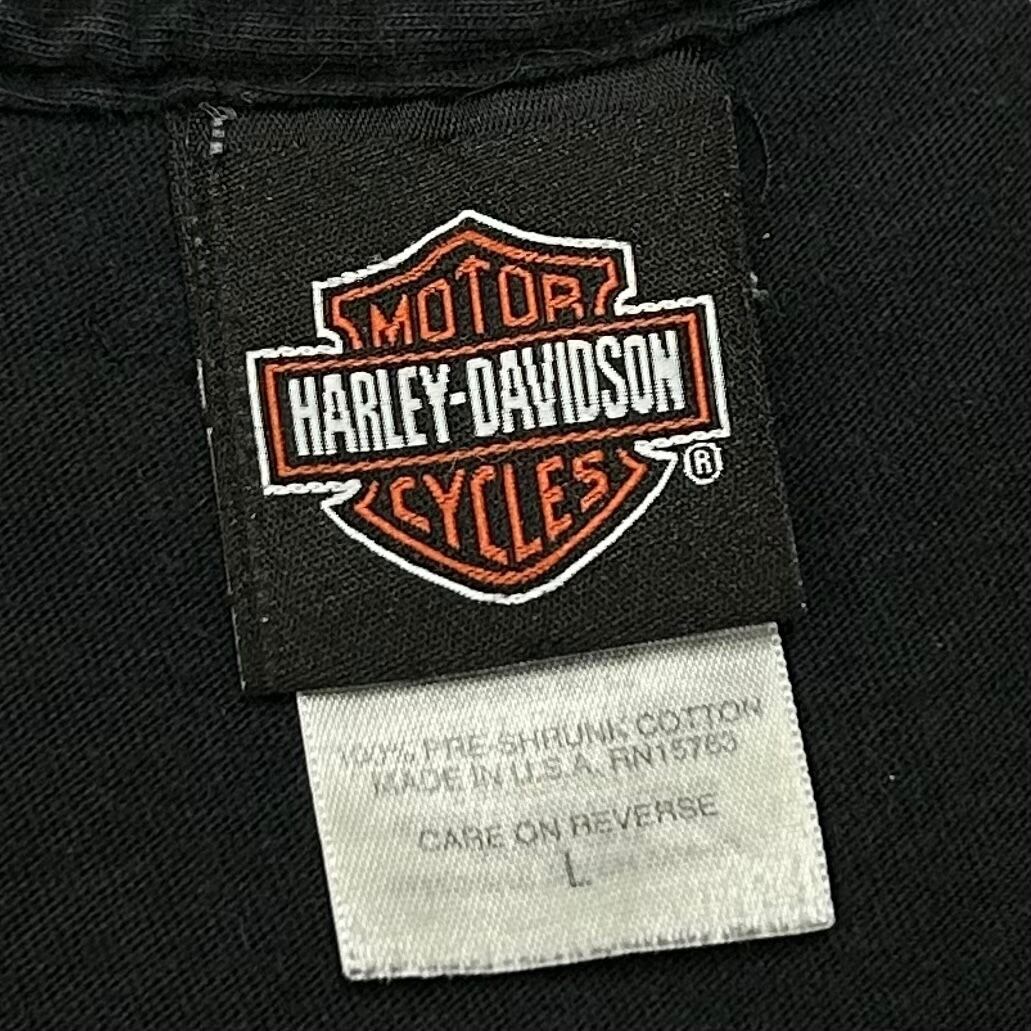 MOTOR
HARLEY-DAVIDSON
®
CYCLES
100% PRE-SHRUNK COTTON
MADE IN U.S.A. RN15763
CARE ON REVERSE
L